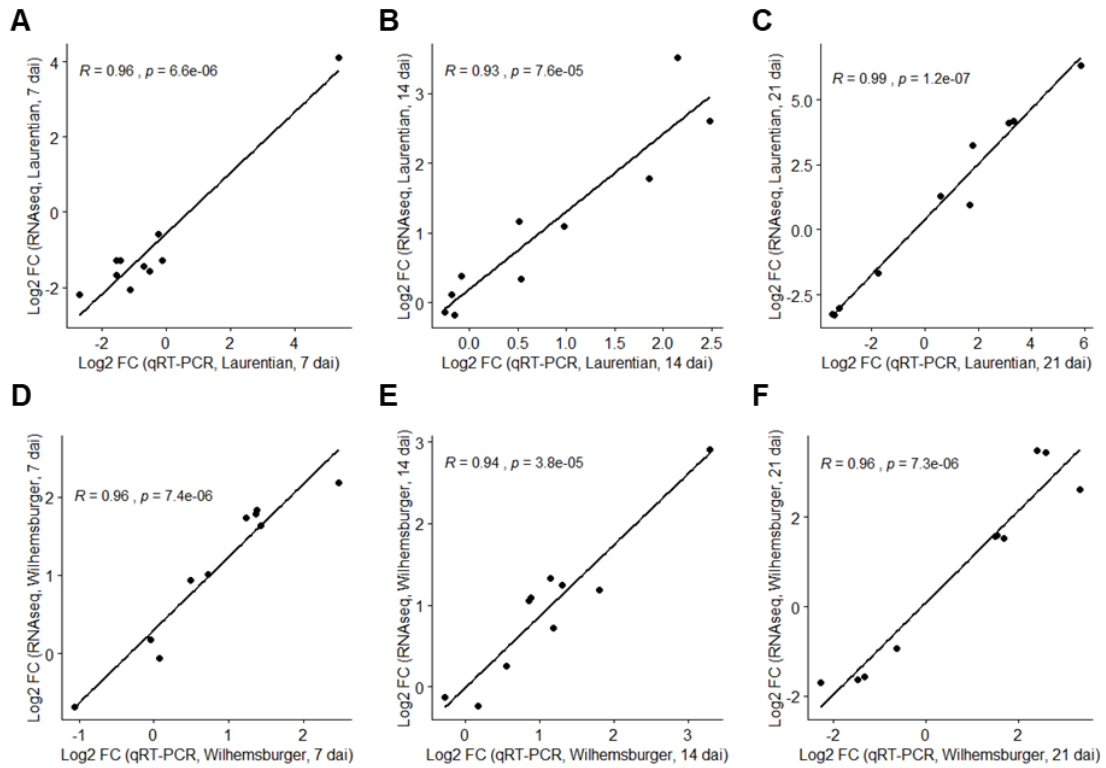 A
B
C
R = 0.96 , p = 6.6e-06
R = 0.93 , p = 7.6e-05
R = 0.99 , p = 1.2e-07
Log2 FC (RNAseq, Laurentian, 7 dai)
4
2
0
-2
-2
0
2
4
Log2 FC (qRT-PCR, Laurentian, 7 dai)
Log2 FC (RNAseq, Laurentian, 14 dai)
3
2
1
0
0.0
0.5
1.0
1.5
2.0
2.5
Log2 FC (qRT-PCR, Laurentian, 14 dai)
Log2 FC (RNAseq, Laurentian, 21 dai)
5.0
2.5
0.0
-2.5
-2
0
2
4
6
Log2 FC (qRT-PCR, Laurentian, 21 dai)
D
E
F
R = 0.96 , p = 7.4e-06
R = 0.94 , p = 3.8e-05
R = 0.96 , p = 7.3e-06
Log2 FC (RNAseq, Wilhemsburger, 7 dai)
2
1
0
-1
0
1
2
Log2 FC (qRT-PCR, Wilhemsburger, 7 dai)
Log2 FC (RNAseq, Wilhemsburger, 14 dai)
3
2
1
0
0
1
2
3
Log2 FC (qRT-PCR, Wilhemsburger, 14 dai)
Log2 FC (RNAseq, Wilhemsburger, 21 dai)
2
0
-2
-2
0
2
Log2 FC (qRT-PCR, Wilhemsburger, 21 dai)